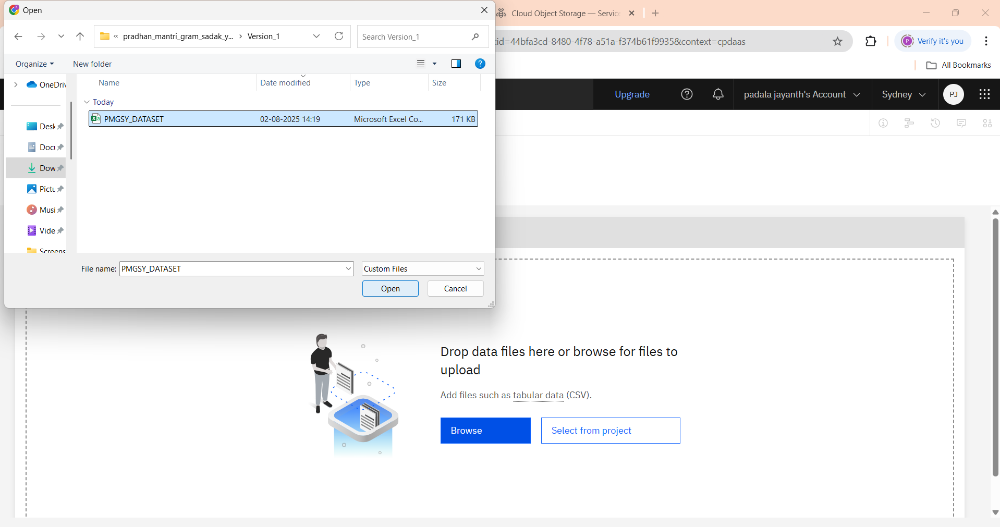 Open
Cloud Object Storage — Service
« pradhan_mantri_gram_sadak_y... > Version_1
Search Version_1
tid=44bfa3cd-8480-4f78-a51a-f374b61f9935&context=cpdaas
P
Verify it's you
Organize
New folder
All Bookmarks
OneDriv
Name
Date modified
Type
Size
Upgrade
padala jayanth's Account
Sydney
PJ
Today
PMGSY_DATASET
02-08-2025 14:19
Microsoft Excel Co...
171 KB
Desk
Docu
Dow
Pictu
Musi
Vide
Screens
File name:
PMGSY_DATASET
Custom Files
Open
Cancel
Drop data files here or browse for files to
upload
Add files such as tabular data (CSV).
Browse
Select from project